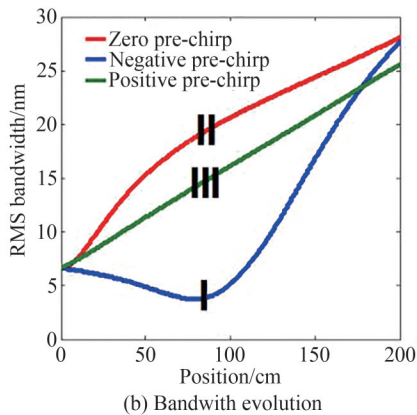 30
25
20
15
10
5
0
RMS bandwidth/nm
Zero pre-chirp
Negative pre-chirp
Positive pre-chirp
II
III
I
0 50 100 150 200
Position/cm
(b) Bandwith evolution